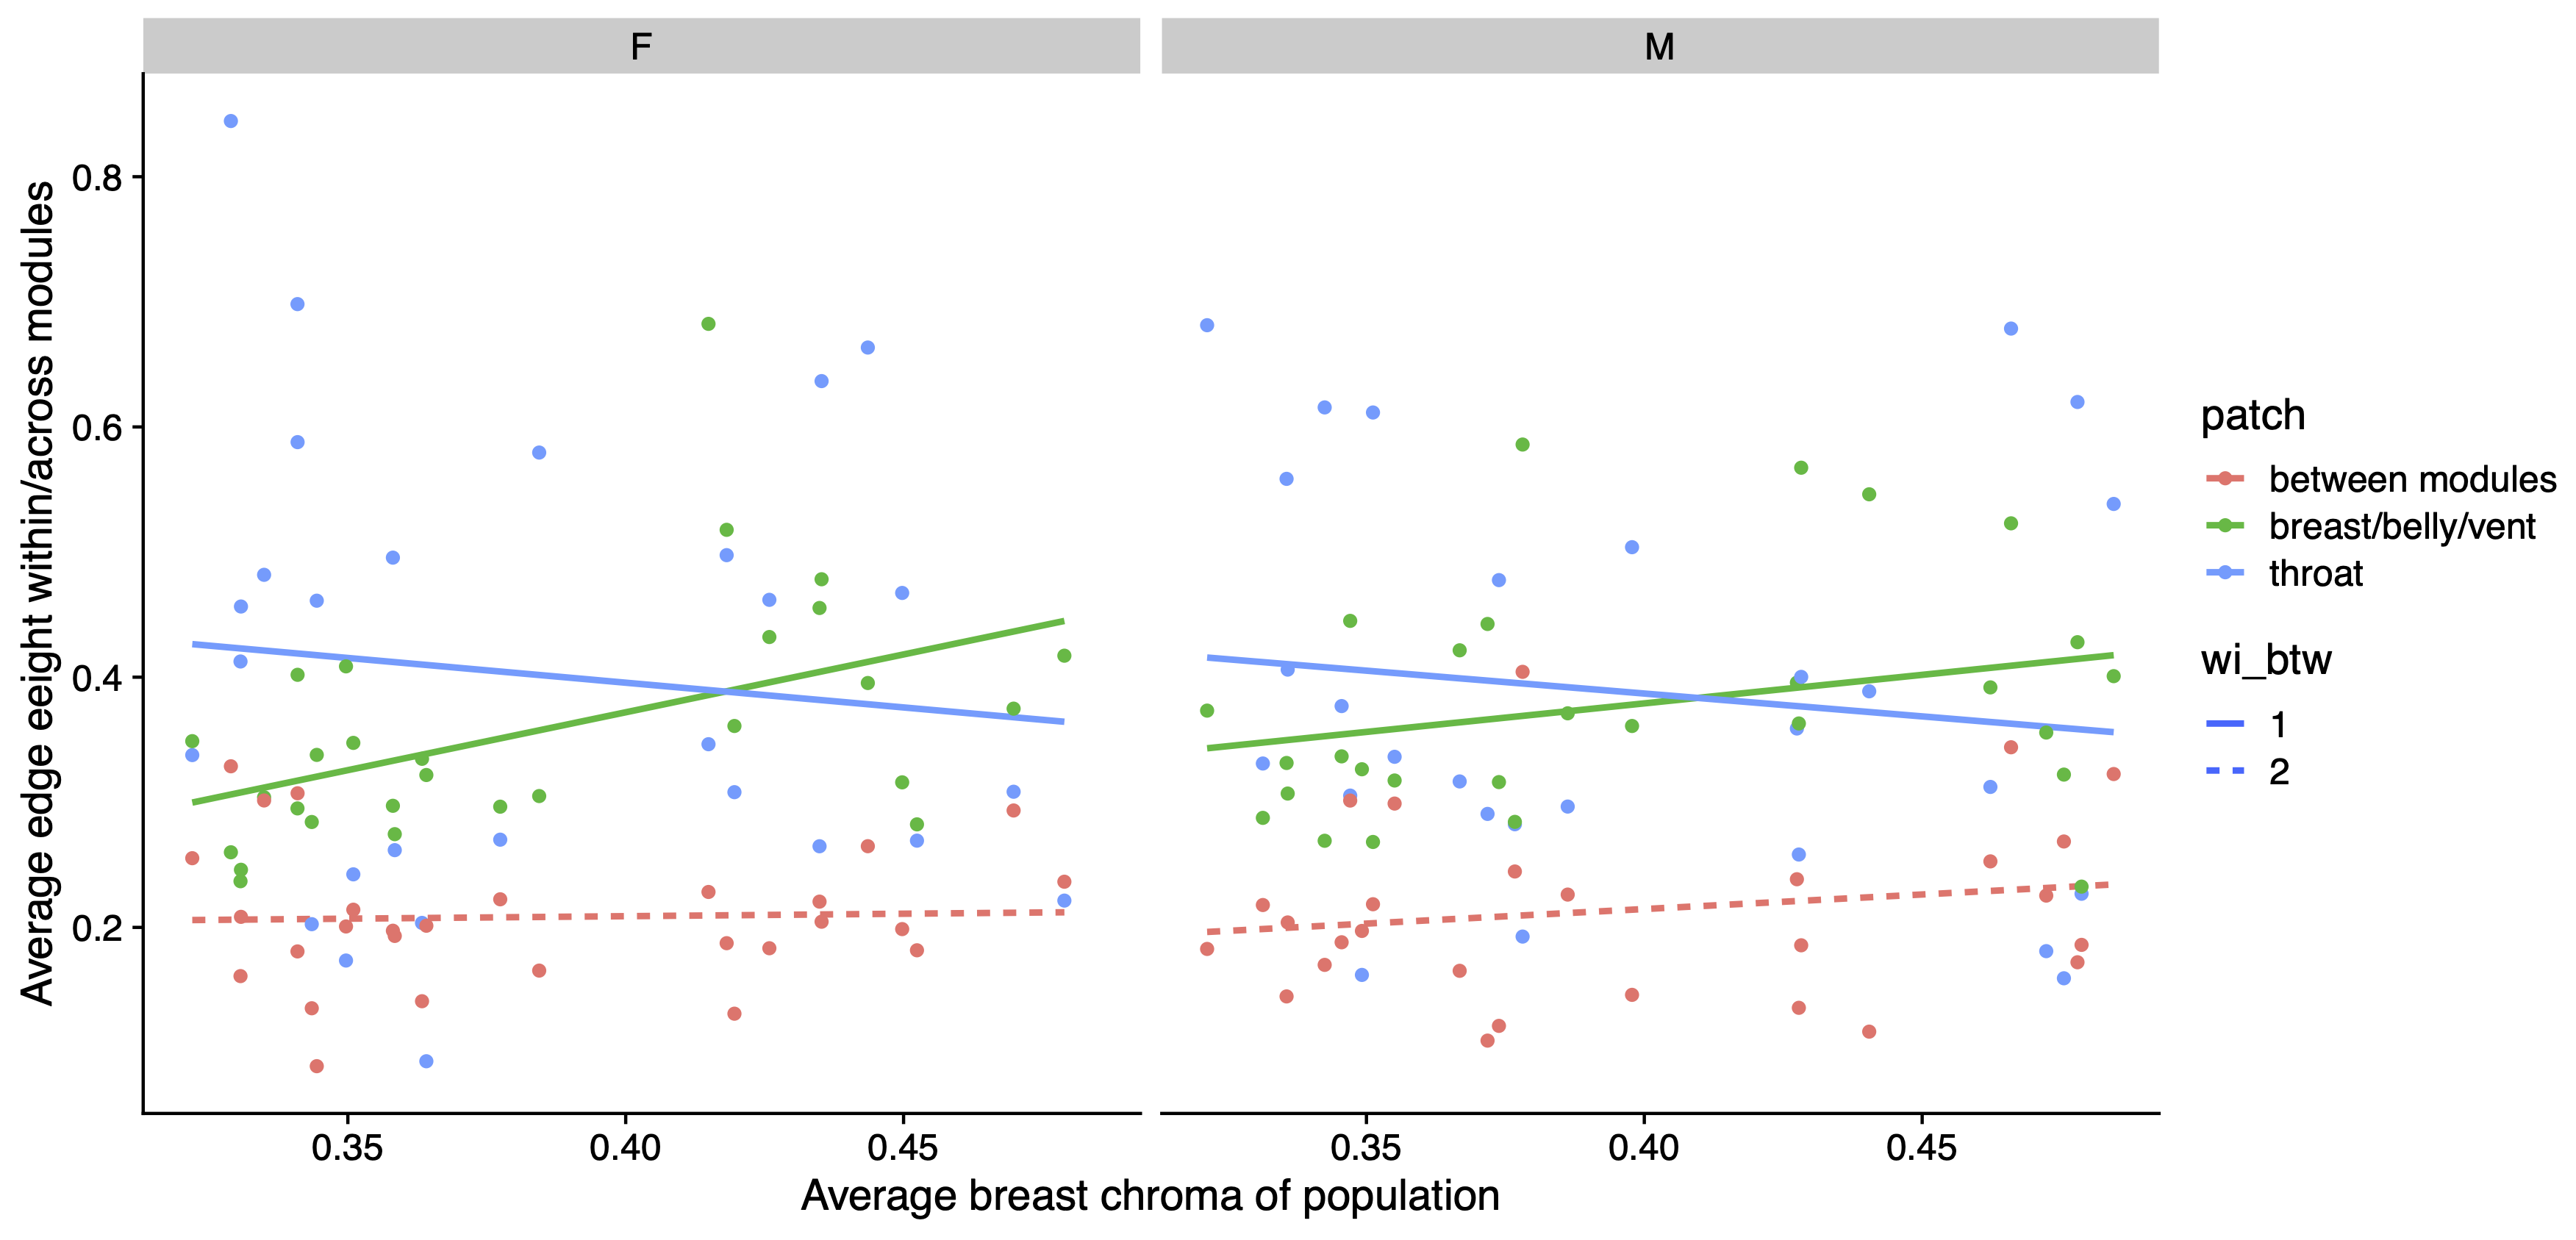 F
M
Average edge eeight within/across modules
0.8
0.6
0.4
0.2
0.35
0.40
0.45
0.35
0.40
0.45
Average breast chroma of population
patch
between modules
breast/belly/vent
throat
wi_btw
1
2